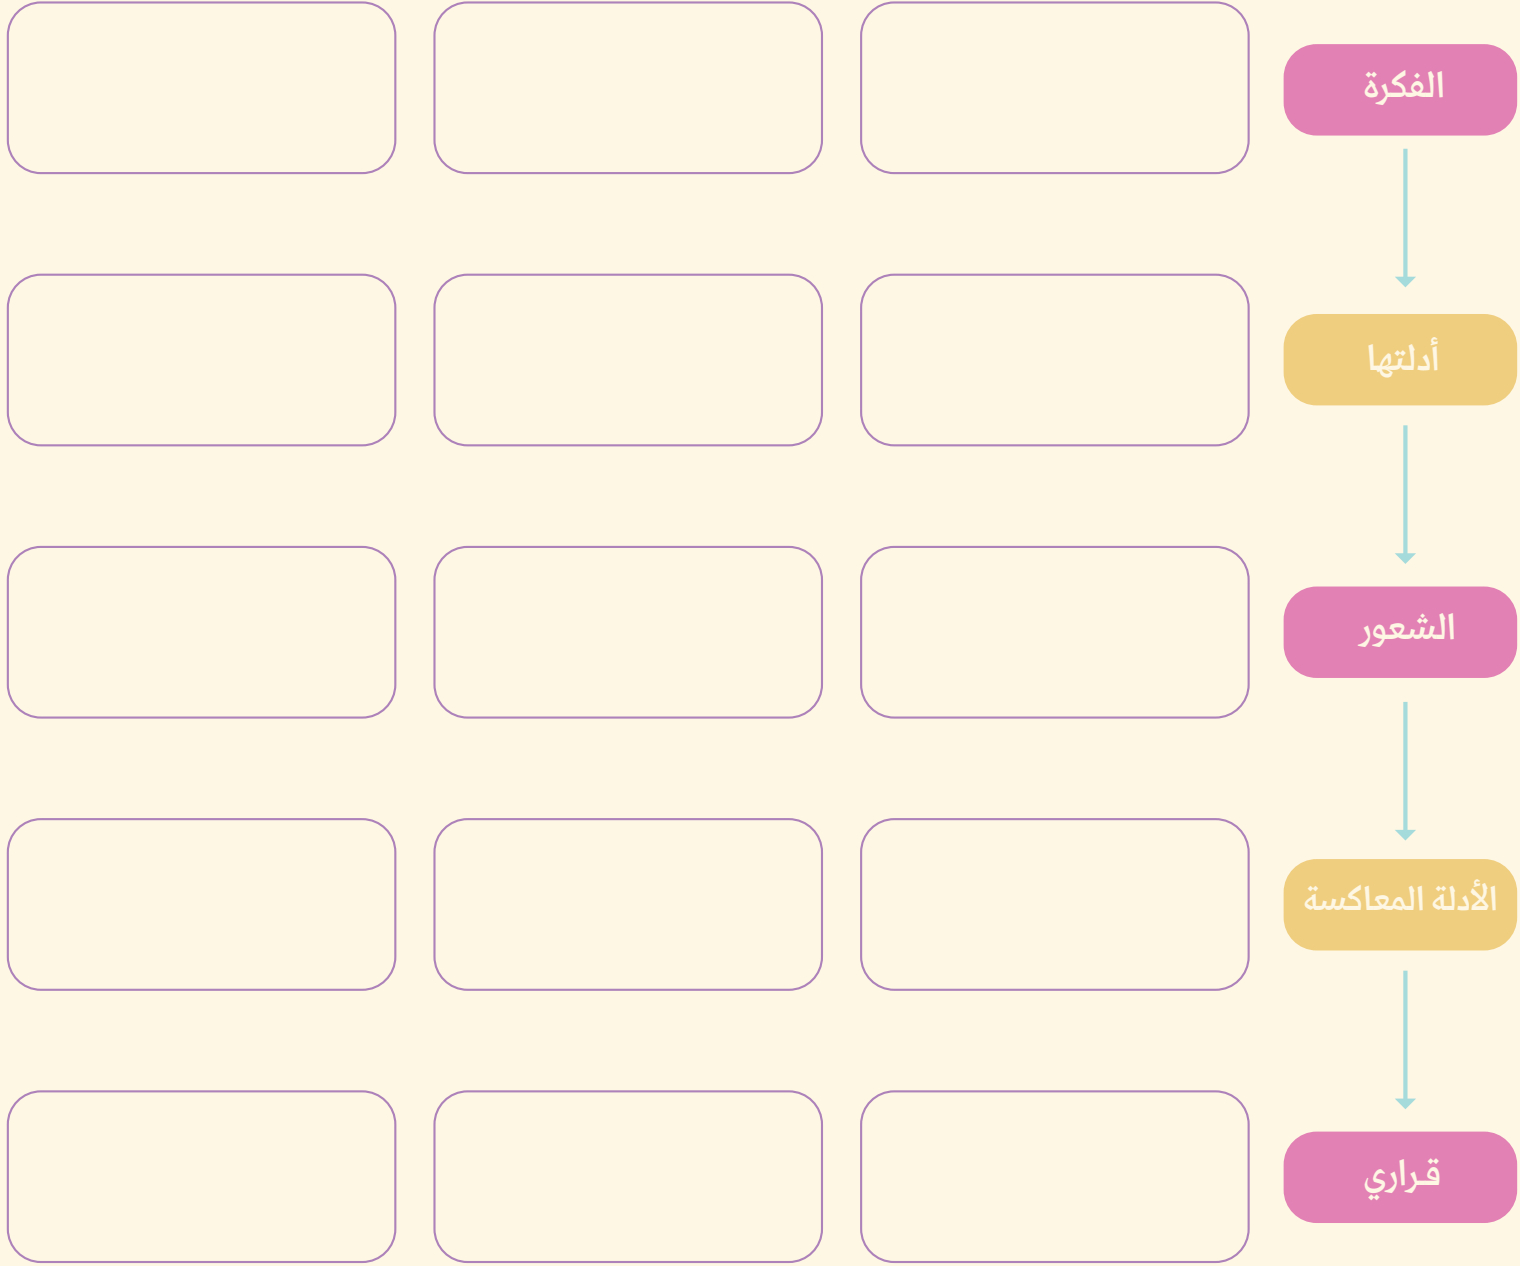 الفكرة
أدلتها
الشعور
الأدلة المعاكسة
قراري